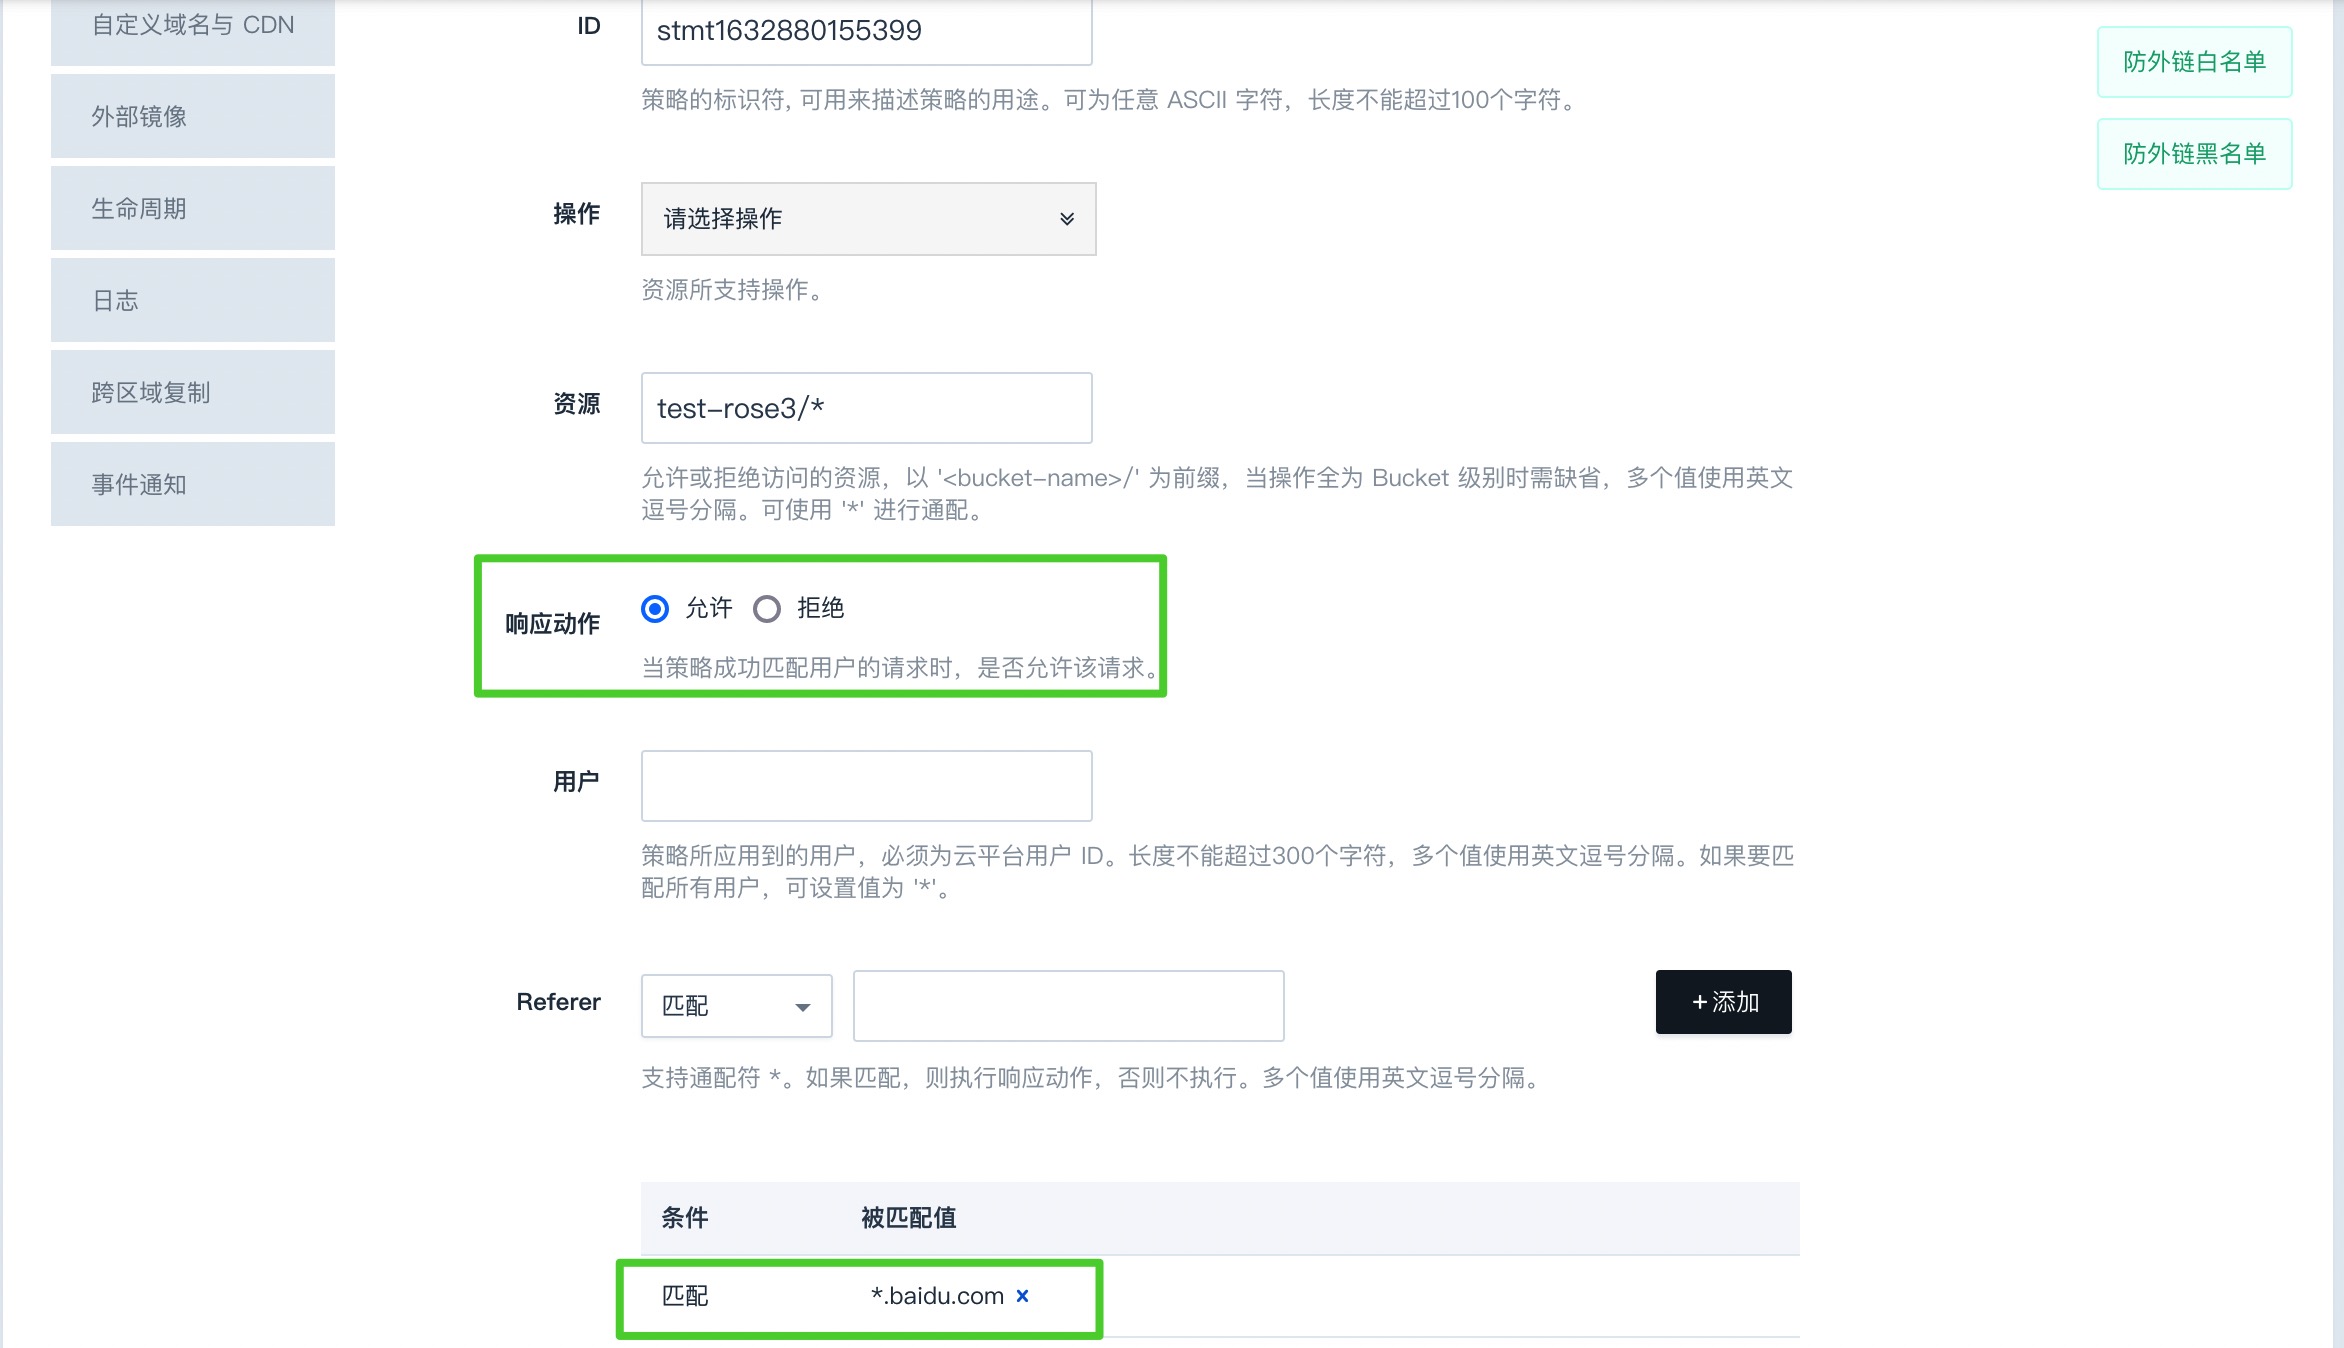 自定义域名与 CDN
外部镜像
生命周期
日志
跨区域复制
事件通知
ID
stmt1632880155399
策略的标识符, 可用来描述策略的用途。可为任意 ASCII 字符，长度不能超过100个字符。
操作
请选择操作
资源所支持操作。
资源
test-rose3/*
允许或拒绝访问的资源，以 '<bucket-name>/' 为前缀，当操作全为 Bucket 级别时需缺省，多个值使用英文
逗号分隔。可使用 '*' 进行通配。
响应动作
允许 拒绝
当策略成功匹配用户的请求时，是否允许该请求。
用户
策略所应用到的用户，必须为云平台用户 ID。长度不能超过300个字符，多个值使用英文逗号分隔。如果要匹
配所有用户，可设置值为 '*'。
Referer
匹配
+添加
支持通配符 *。如果匹配，则执行响应动作，否则不执行。多个值使用英文逗号分隔。
条件 被匹配值
匹配 *.baidu.com ×
防外链白名单
防外链黑名单